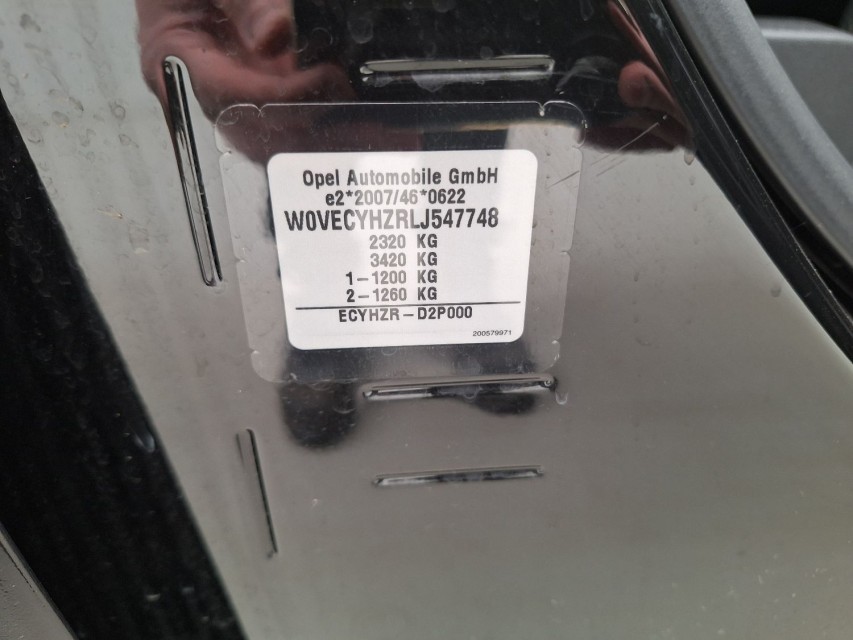 Opel Automobile GmbH
e2*2007/46*0622
W0VECYHZRLJ547748
2320 KG
3420 KG
1-1200 KG
2-1260 KG
ECYHZR-D2P000
200579971